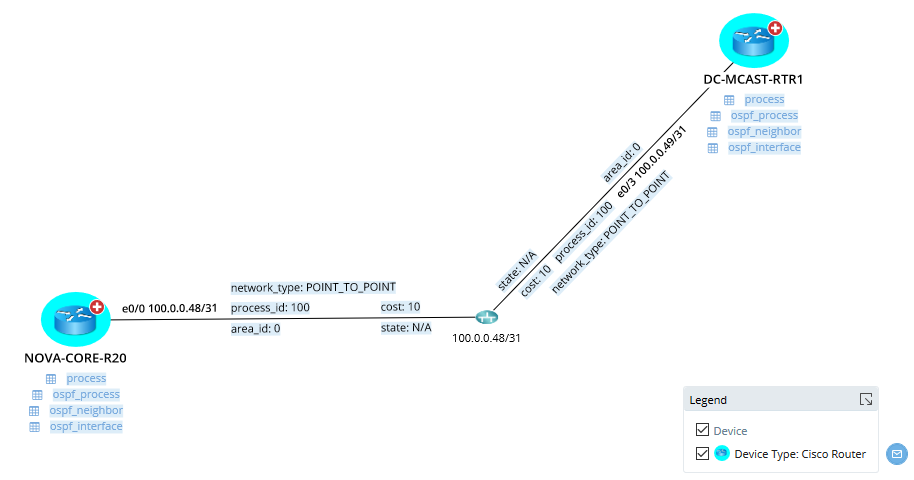 DC-MCAST-RTR1
process
ospf_process
ospf_neighbor
ospf_interface
area_id: 0
e0/3 100.0.0.49/31
process_id: 100
network_type: POINT_TO_POINT
state: N/A
cost: 10
network_type: POINT_TO_POINT
e0/0 100.0.0.48/31
process_id: 100
cost: 10
area_id: 0
state: N/A
100.0.0.48/31
NOVA-CORE-R20
process
ospf_process
ospf_neighbor
ospf_interface
Legend
Device
Device Type: Cisco Router